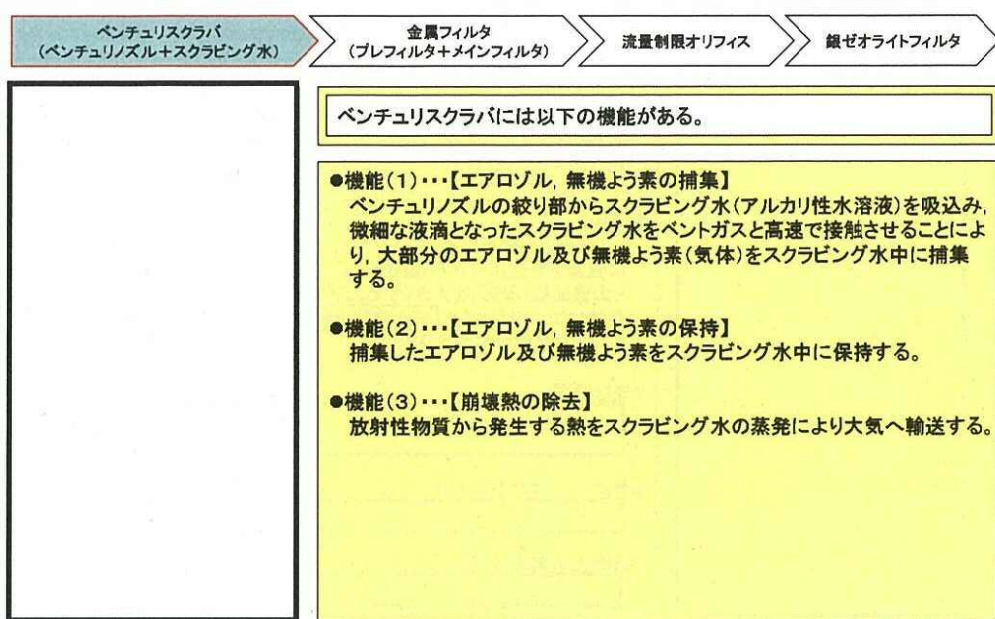 ベンチュリスクラバ
(ベンチュリノズル+スクラビング水)
金属フィルタ
(プレフィルタ+メインフィルタ)
流量制限オリフィス
銀ゼオライトフィルタ
ベンチュリスクラバには以下の機能がある。
●機能(1)･･･【エアロゾル, 無機よう素の捕集】
ベンチュリノズルの絞り部からスクラビング水(アルカリ性水溶液)を吸込み,
微細な液滴となったスクラビング水をベントガスと高速で接触させることによ
り, 大部分のエアロゾル及び無機よう素(気体)をスクラビング水中に捕集
する。
●機能(2)･･･【エアロゾル, 無機よう素の保持】
捕集したエアロゾル及び無機よう素をスクラビング水中に保持する。
●機能(3)･･･【崩壊熱の除去】
放射性物質から発生する熱をスクラビング水の蒸発により大気へ輸送する。